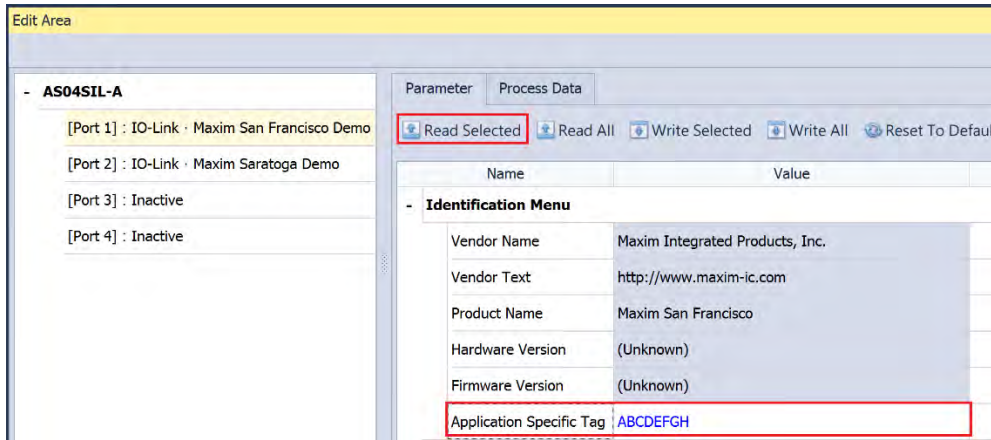 Edit Area
- AS04SIL-A
[Port 1] : IO-Link · Maxim San Francisco Demo
[Port 2] : IO-Link · Maxim Saratoga Demo
[Port 3] : Inactive
[Port 4] : Inactive
Parameter Process Data
Read Selected Read All Write Selected Write All Reset To Defaul
Name Value
- Identification Menu
Vendor Name Maxim Integrated Products, Inc.
Vendor Text http://www.maxim-ic.com
Product Name Maxim San Francisco
Hardware Version (Unknown)
Firmware Version (Unknown)
Application Specific Tag ABCDEFGH